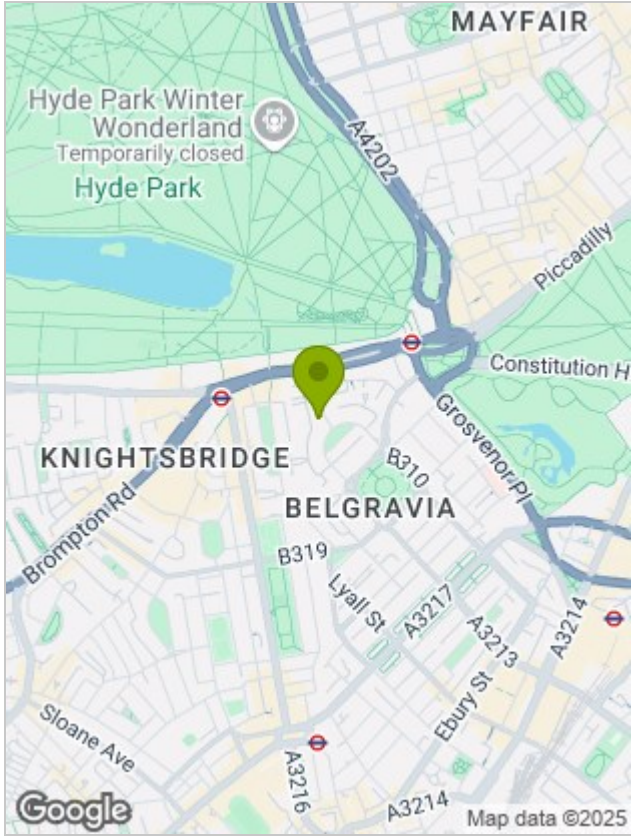 MAYFAIR
Hyde Park Winter
Wonderland
Temporarily closed
Hyde Park
A4202
Piccadilly
Constitution H
Grosvenor Pl
KNIGHTSBRIDGE
B310
BELGRAVIA
Brompton Rd
B319
Lyall St
A3217
A3213
A3214
Ebury St
Sloane Ave
A3216
A3214
Google
Map data ©2025